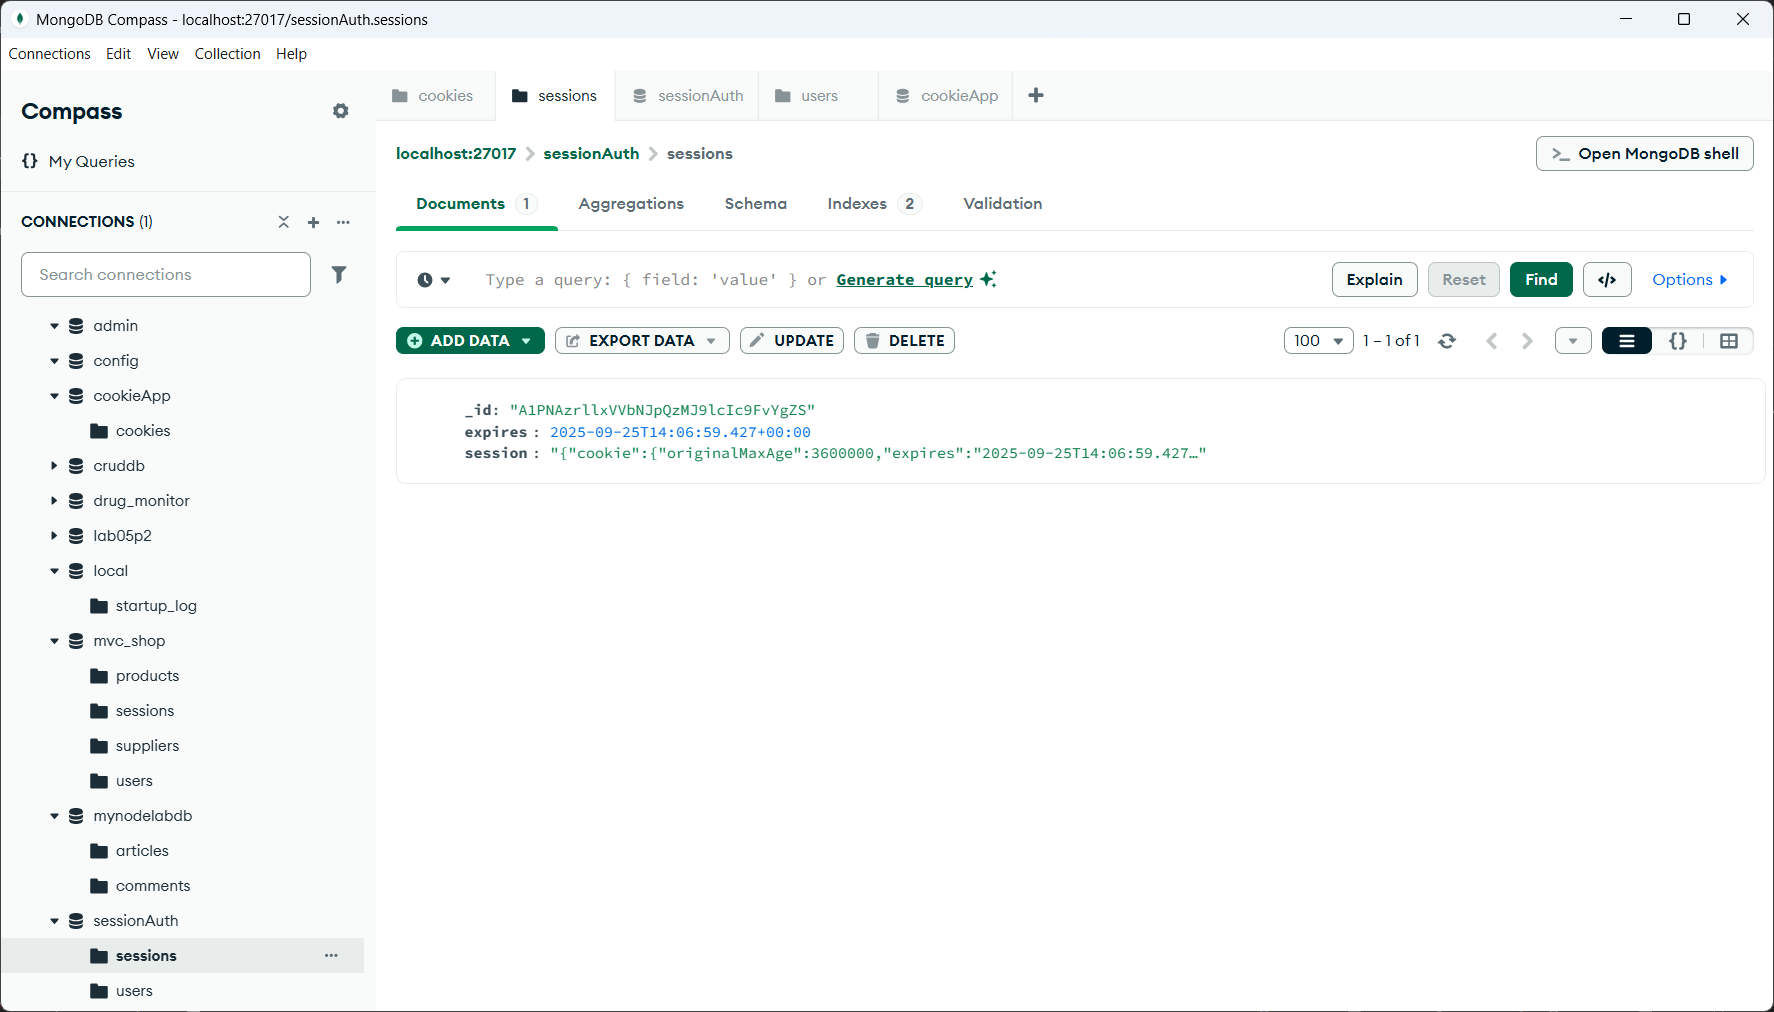 MongoDB Compass - localhost:27017/sessionAuth.sessions
Connections Edit View Collection Help
Compass
{} My Queries
CONNECTIONS (1)
Search connections
admin
config
cookieApp
cookies
cruddb
drug_monitor
lab05p2
local
startup_log
mvc_shop
products
sessions
suppliers
users
mynodelabdb
articles
comments
sessionAuth
sessions
users
cookies sessions sessionAuth users cookieApp
localhost:27017 > sessionAuth > sessions
>_ Open MongoDB shell
Documents 1 Aggregations Schema Indexes 2 Validation
Type a query: { field: 'value' } or Generate query
Explain Reset Find </> Options
ADD DATA EXPORT DATA UPDATE DELETE
100 1 – 1 of 1 {}
_id: "A1PNAzrllxVVbNJpQzMJ9lcIc9FvYgZS"
expires : 2025-09-25T14:06:59.427+00:00
session : "{"cookie":{"originalMaxAge":3600000,"expires":"2025-09-25T14:06:59.427…"